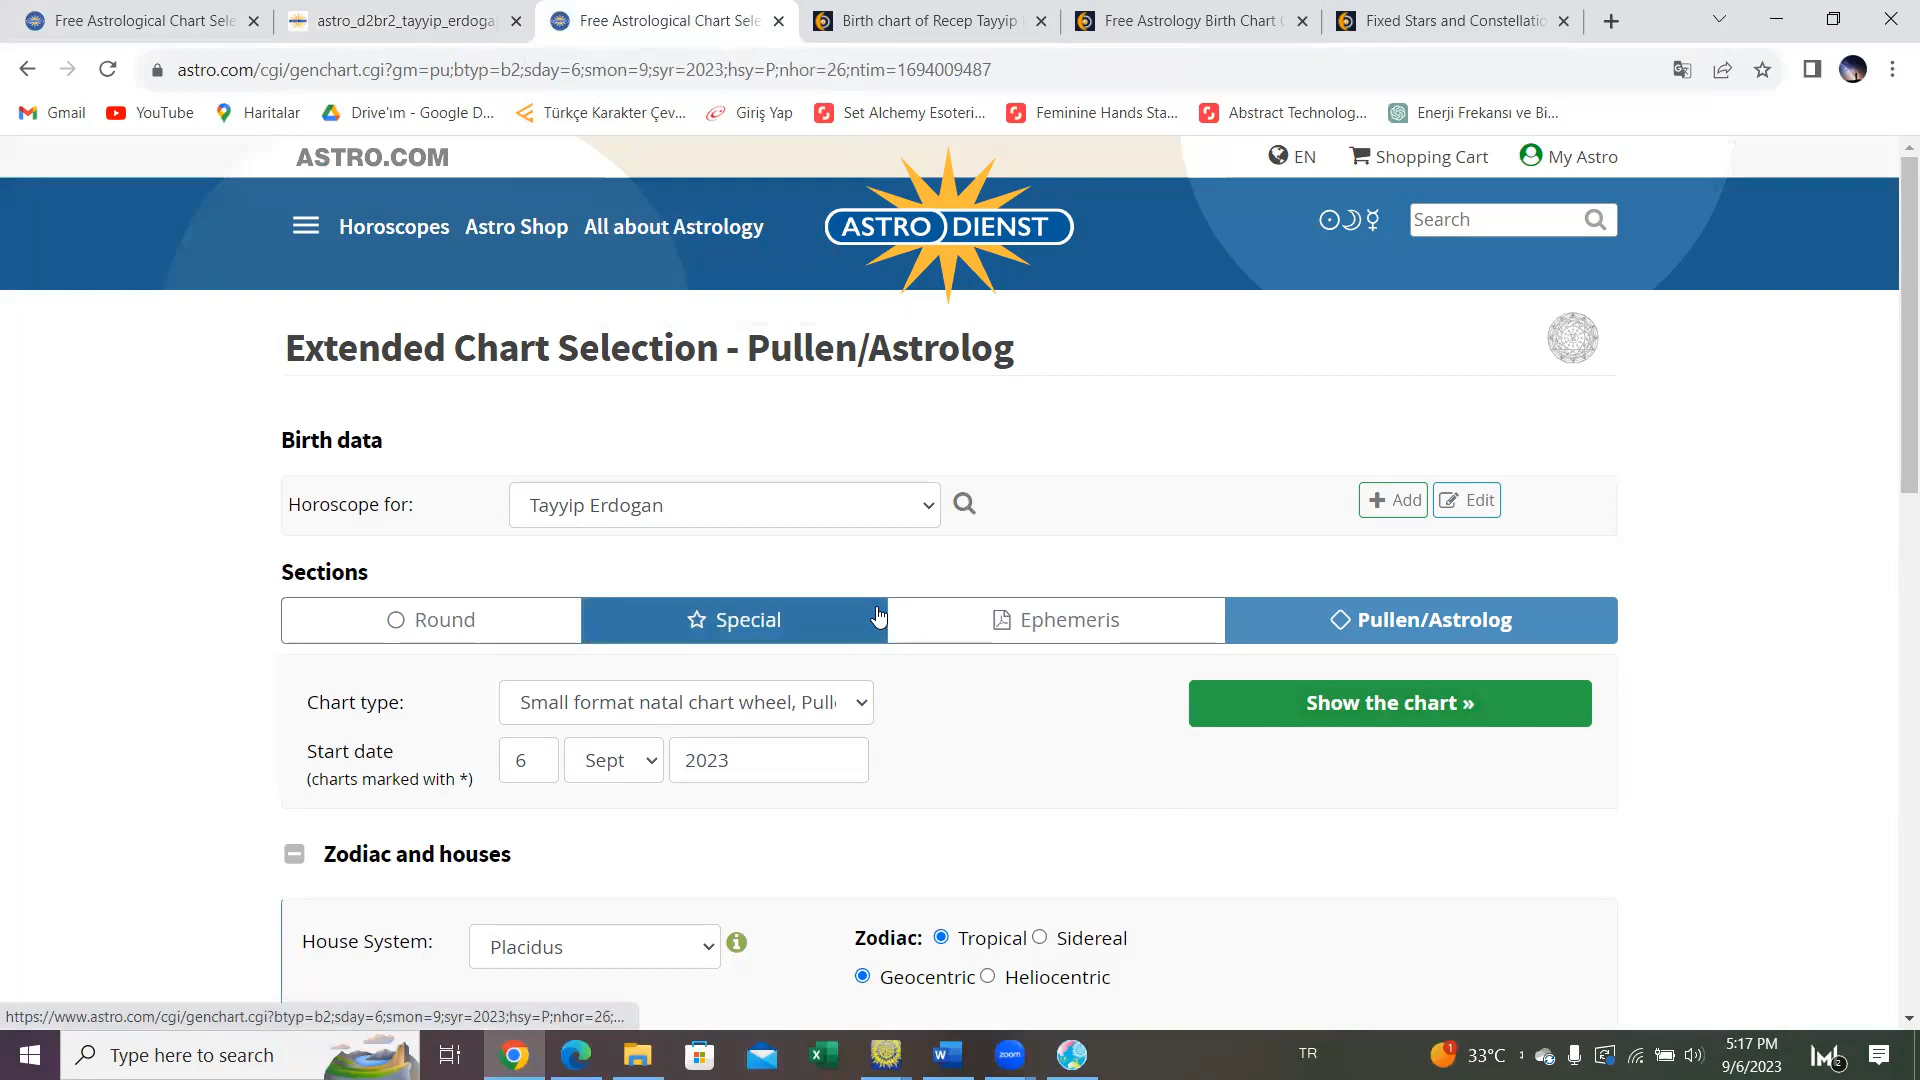 Free Astrological Chart Sele
astro_d2br2_tayyip_erdoga
Free Astrological Chart Sele
Birth chart of Recep Tayyip
Free Astrology Birth Chart
Fixed Stars and Constellatio
astro.com/cgi/genchart.cgi?gm=pu;btyp=b2;sday=6;smon=9;syr=2023;hsy=P;nhor=26;ntim=1694009487
Gmail
YouTube
Haritalar
Drive'ım - Google D...
Türkçe Karakter Çev...
Giriş Yap
Set Alchemy Esoteri...
Feminine Hands Sta...
Abstract Technolog...
Enerji Frekansı ve Bi...
ASTRO.COM
EN
Shopping Cart
My Astro
Horoscopes
Astro Shop
All about Astrology
ASTRO DIENST
Search
Extended Chart Selection - Pullen/Astrolog
Birth data
Horoscope for:
Tayyip Erdogan
Add
Edit
Sections
Round
Special
Ephemeris
Pullen/Astrolog
Chart type:
Small format natal chart wheel, Pull
Show the chart »
Start date
(charts marked with *)
6
Sept
2023
Zodiac and houses
House System:
Placidus
Zodiac:
Tropical
Sidereal
Geocentric
Heliocentric
https://www.astro.com/cgi/genchart.cgi?btyp=b2;sday=6;smon=9;syr=2023;hsy=P;nhor=26;...
Type here to search
zoom
TR
1
33°C
5:17 PM
9/6/2023
2